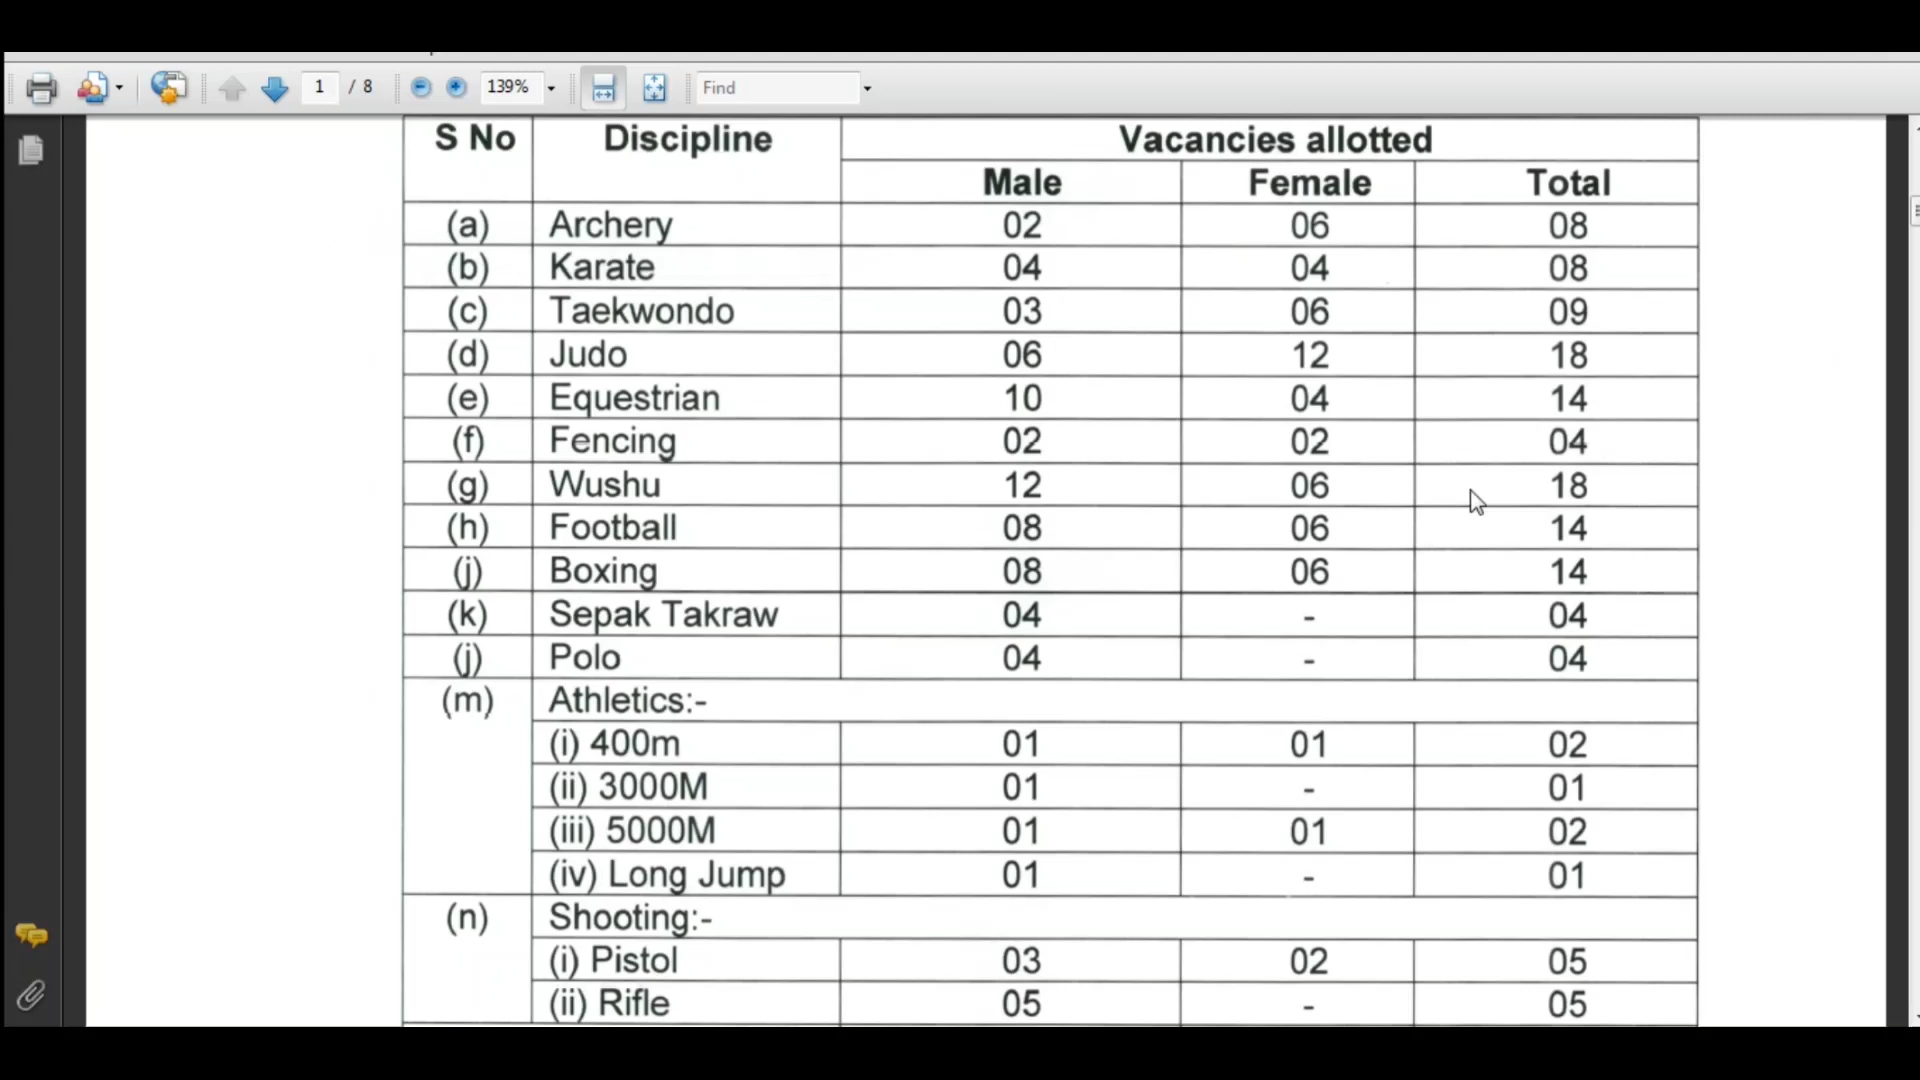 1 / 8 139% Find
S No Discipline Vacancies allotted
Male Female Total
(a) Archery 02 06 08
(b) Karate 04 04 08
(c) Taekwondo 03 06 09
(d) Judo 06 12 18
(e) Equestrian 10 04 14
(f) Fencing 02 02 04
(g) Wushu 12 06 18
(h) Football 08 06 14
(j) Boxing 08 06 14
(k) Sepak Takraw 04 - 04
(j) Polo 04 - 04
(m) Athletics:-
(i) 400m 01 01 02
(ii) 3000M 01 - 01
(iii) 5000M 01 01 02
(iv) Long Jump 01 - 01
(n) Shooting:-
(i) Pistol 03 02 05
(ii) Rifle 05 - 05